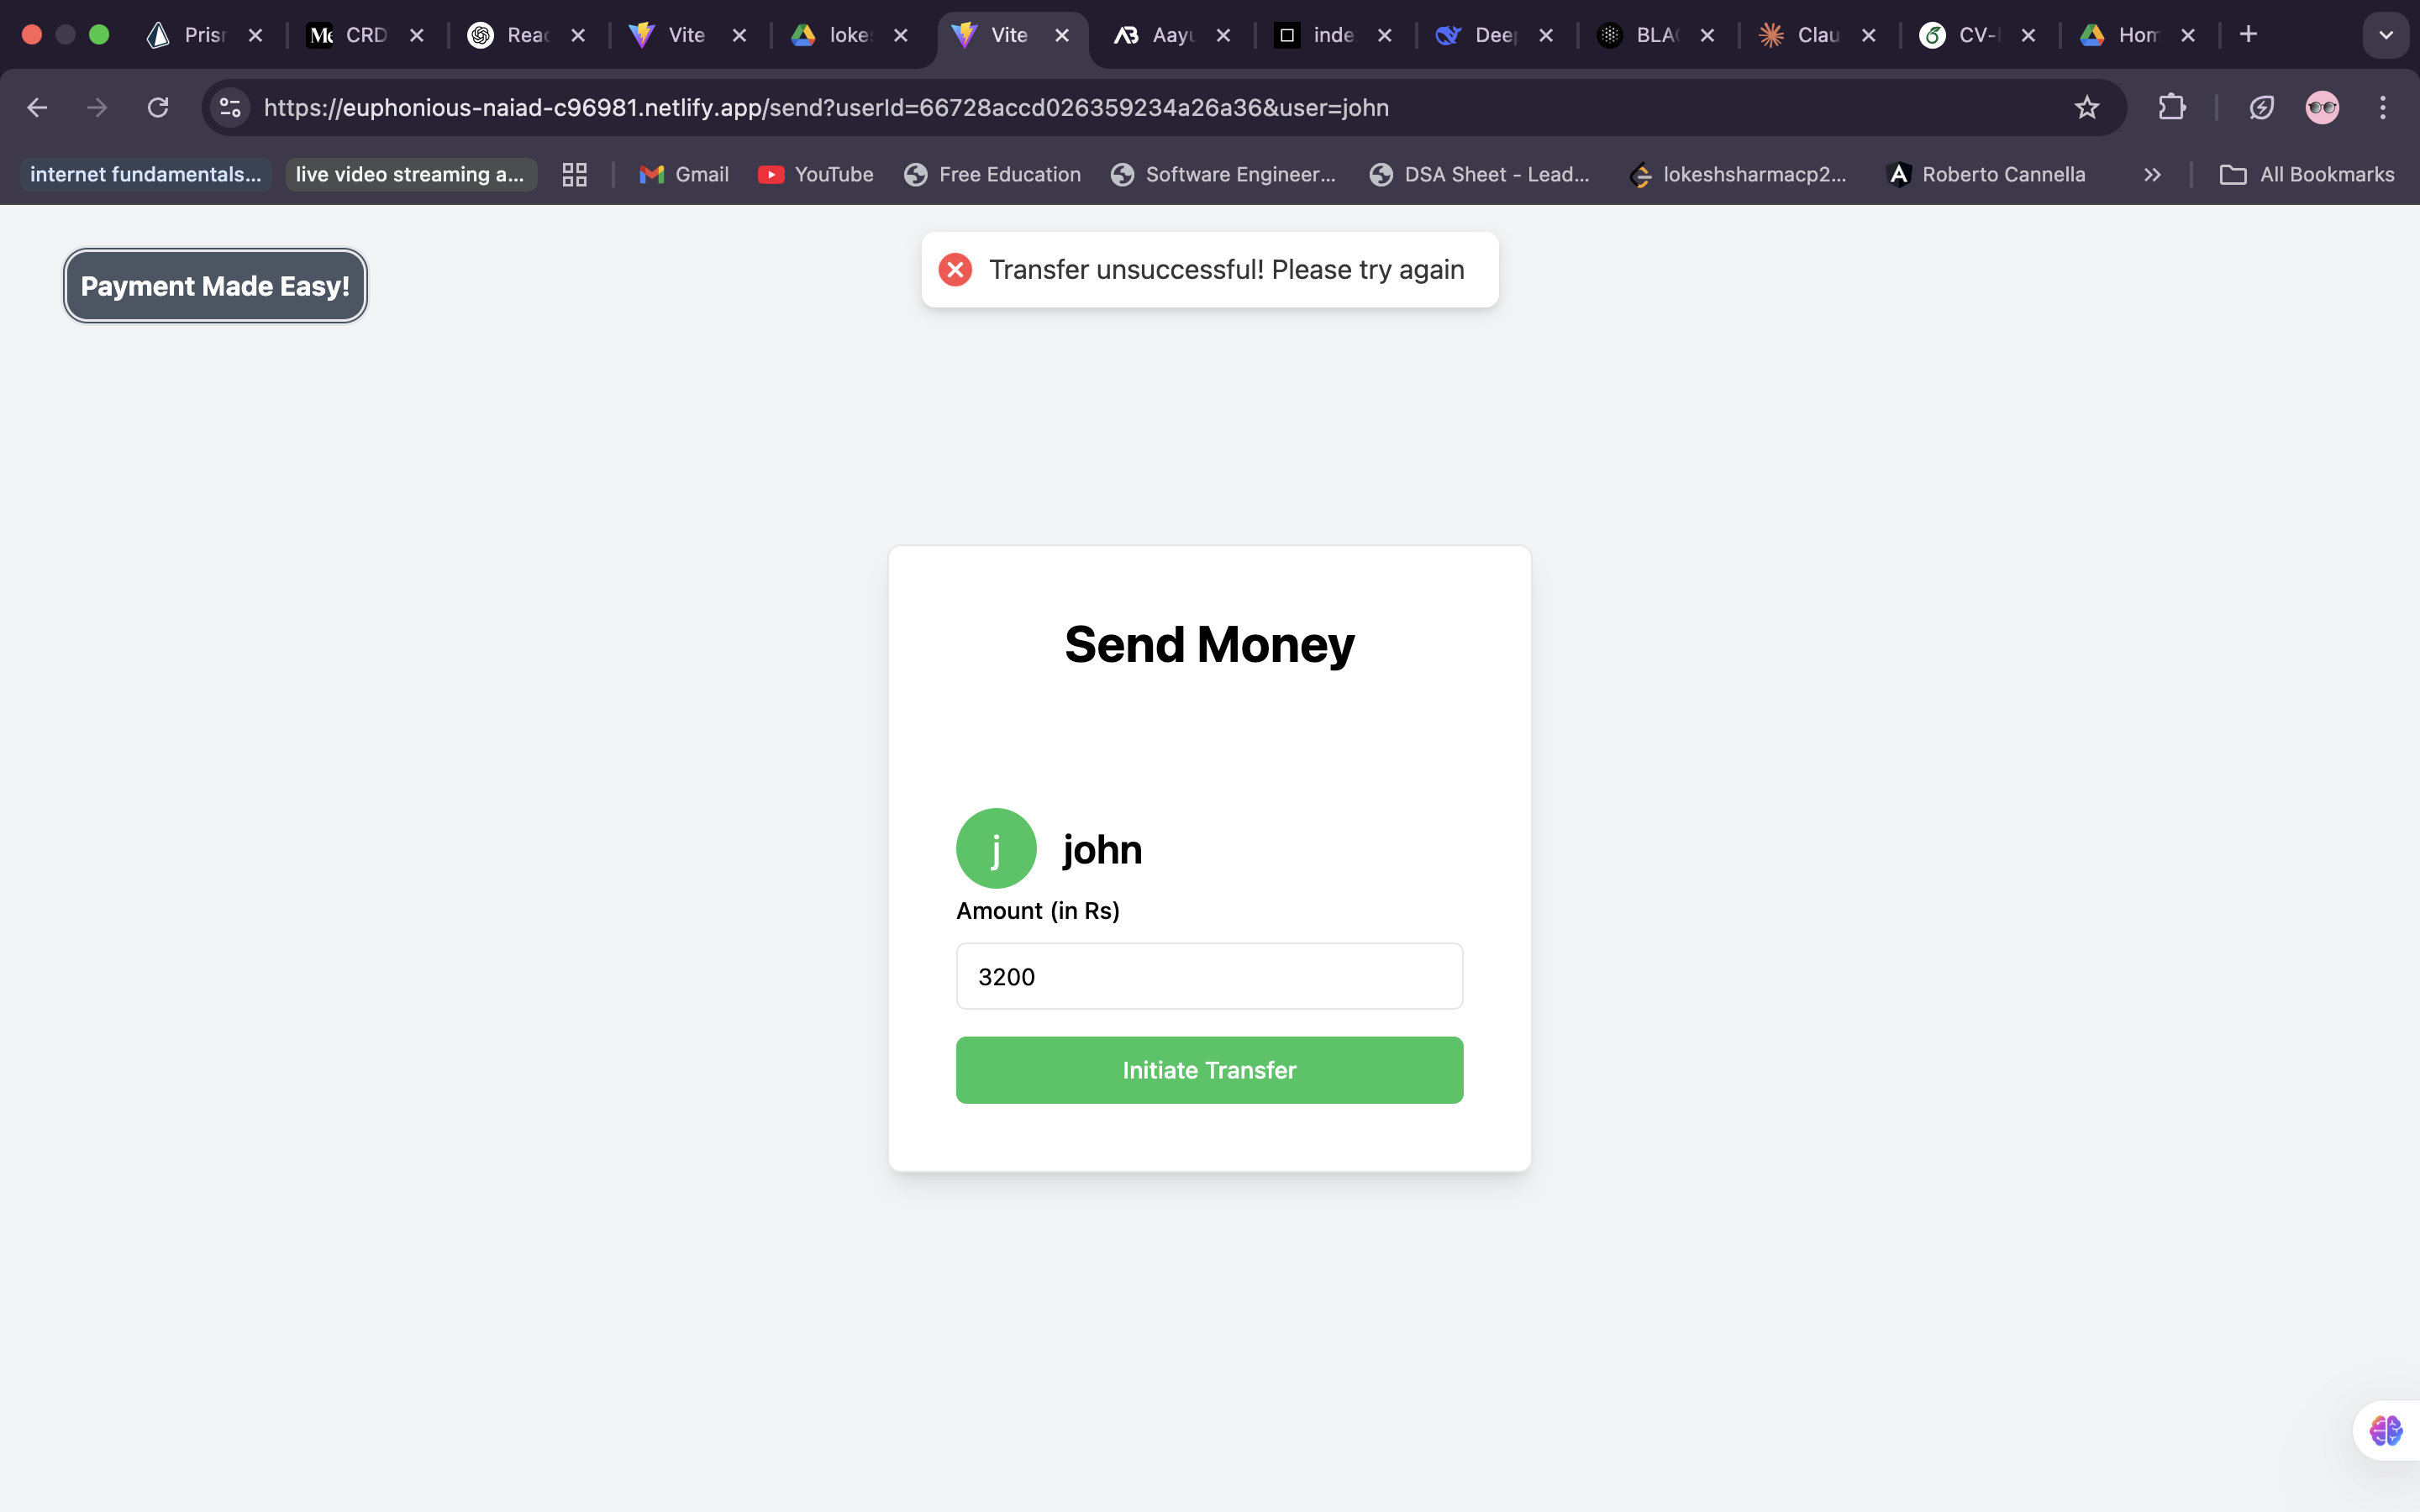 Prisr
Me CRD
Reac
Vite
loke
Vite
Aayu
inde
Deep
BLA
Clau
CV-
Hom
https://euphonious-naiad-c96981.netlify.app/send?userId=66728accd026359234a26a36&user=john
internet fundamentals...
live video streaming a...
Gmail
YouTube
Free Education
Software Engineer...
DSA Sheet - Lead...
lokeshsharmacp2...
Roberto Cannella
All Bookmarks
Payment Made Easy!
Transfer unsuccessful! Please try again
Send Money
j
john
Amount (in Rs)
3200
Initiate Transfer